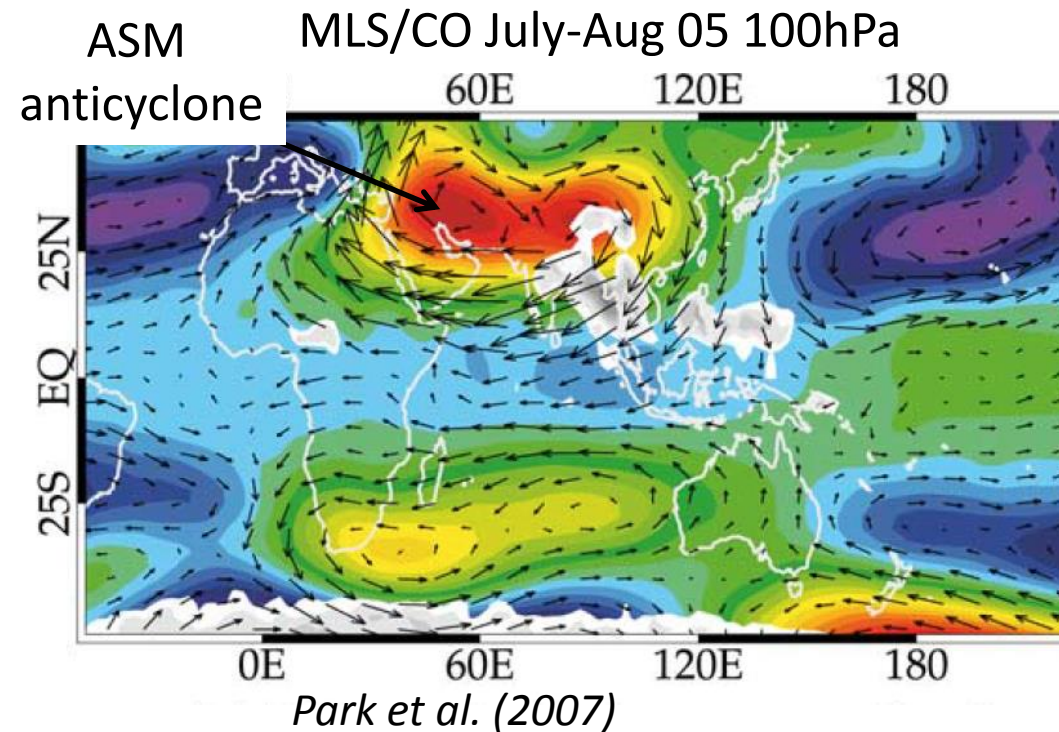 ASM
anticyclone
MLS/CO July-Aug 05 100hPa
60E 120E 180
25N
EQ
25S
0E 60E 120E 180
Park et al. (2007)